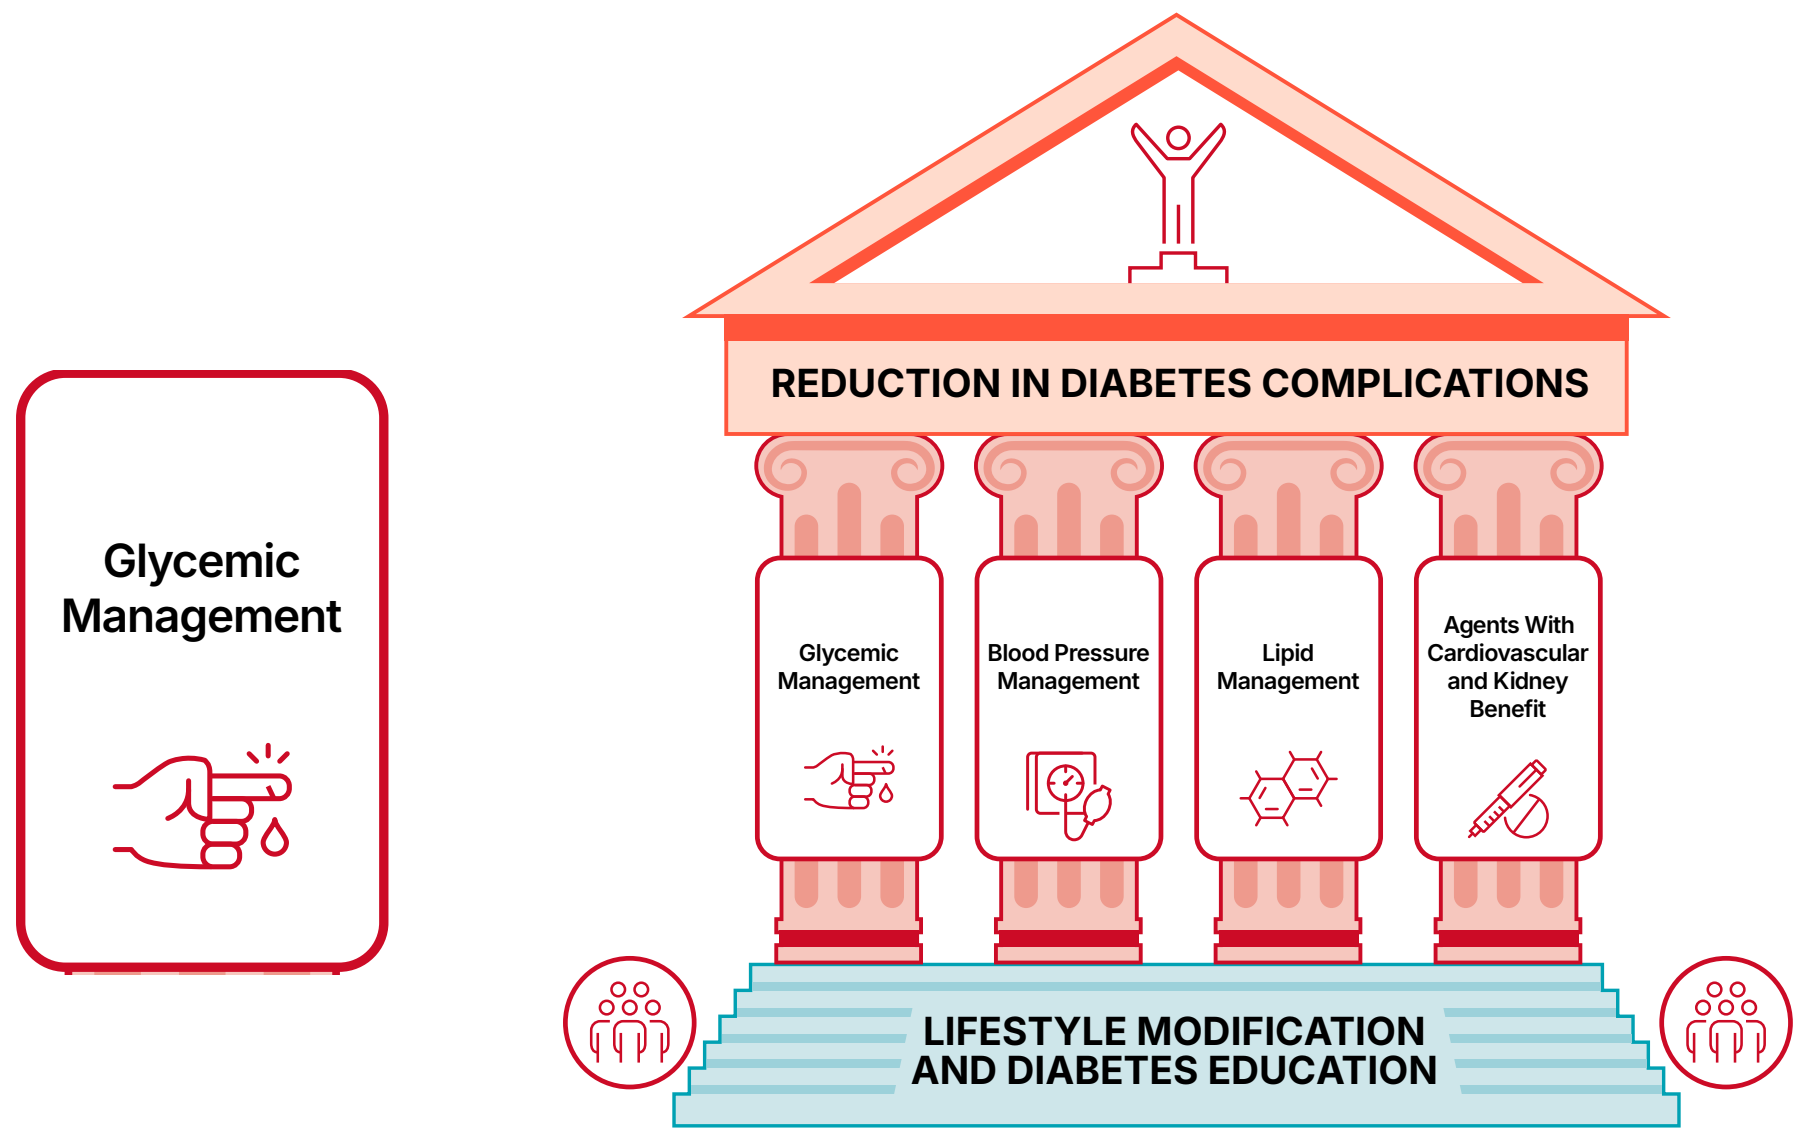 Glycemic
Management
REDUCTION IN DIABETES COMPLICATIONS
Glycemic
Management
Blood Pressure
Management
Lipid
Management
Agents With
Cardiovascular
and Kidney
Benefit
LIFESTYLE MODIFICATION
AND DIABETES EDUCATION